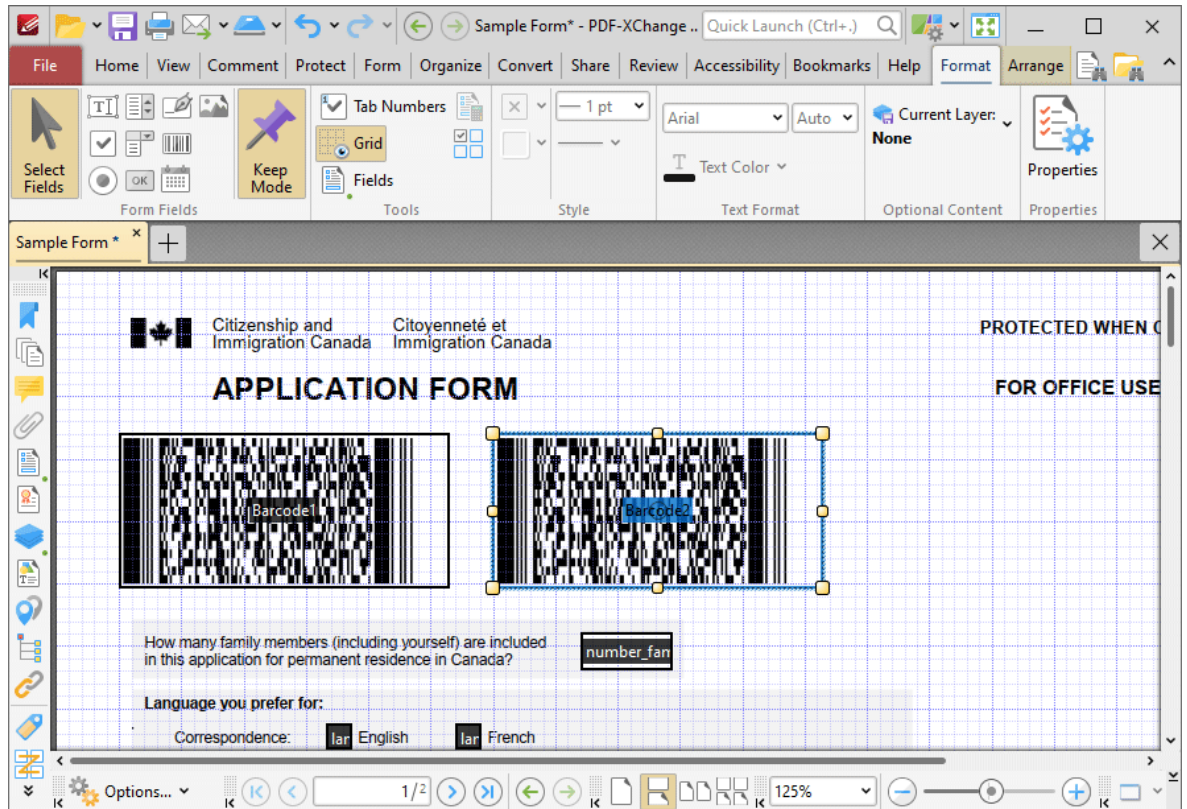 Sample Form* - PDF-XChange ..
Quick Launch (Ctrl+.)
File Home View Comment Protect Form Organize Convert Share Review Accessibility Bookmarks Help Format Arrange
Select Fields
OK
Keep Mode
Form Fields
Tab Numbers
Grid
Fields
Tools
1 pt
Style
Arial
Auto
Text Color
Text Format
Current Layer:
None
Optional Content
Properties
Properties
Sample Form *
Citizenship and Immigration Canada
Citoyenneté et Immigration Canada
PROTECTED WHEN
APPLICATION FORM
FOR OFFICE USE
Barcode1
Barcode2
How many family members (including yourself) are included
in this application for permanent residence in Canada?
number_fam
Language you prefer for:
Correspondence:
lar English
lar French
Options...
1/2
125%